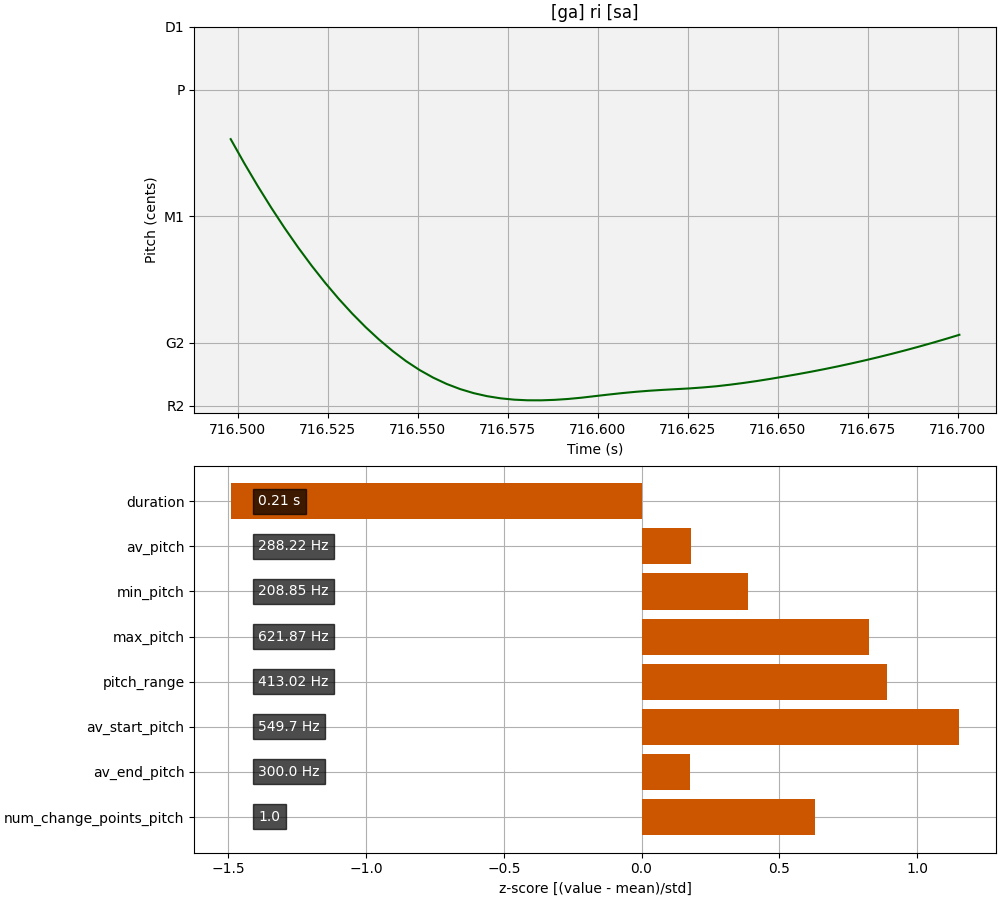 [ga] ri [sa]
D1
P
M1
G2
R2
Pitch (cents)
716.500 716.525 716.550 716.575 716.600 716.625 716.650 716.675 716.700
Time (s)
duration 0.21 s
av_pitch 288.22 Hz
min_pitch 208.85 Hz
max_pitch 621.87 Hz
pitch_range 413.02 Hz
av_start_pitch 549.7 Hz
av_end_pitch 300.0 Hz
num_change_points_pitch 1.0
−1.5 −1.0 −0.5 0.0 0.5 1.0
z-score [(value - mean)/std]